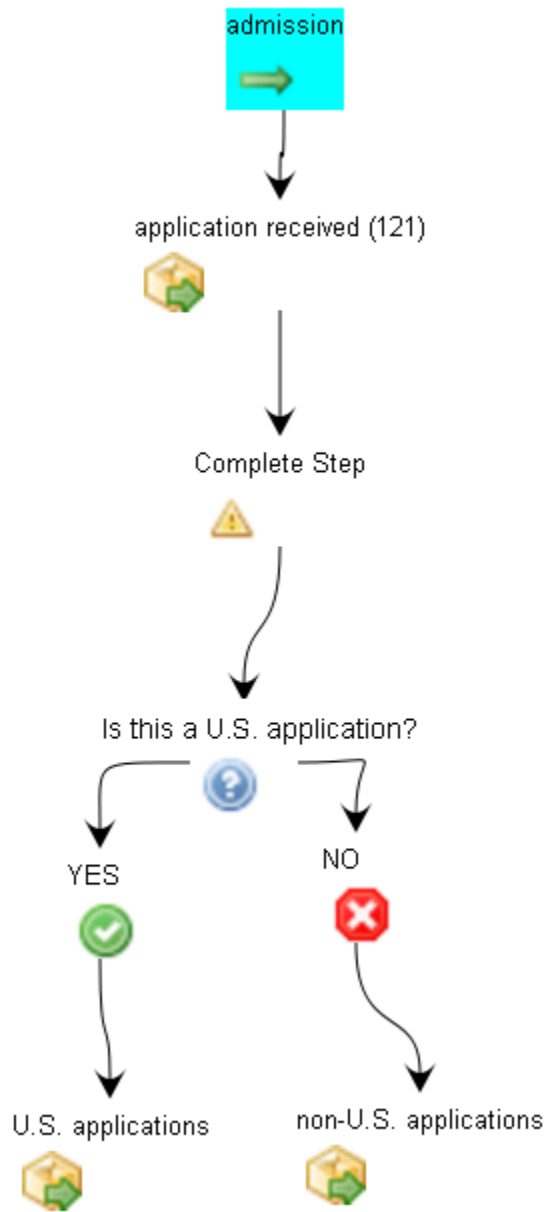 admission
application received (121)
Complete Step
Is this a U.S. application?
YES
NO
U.S. applications
non-U.S. applications